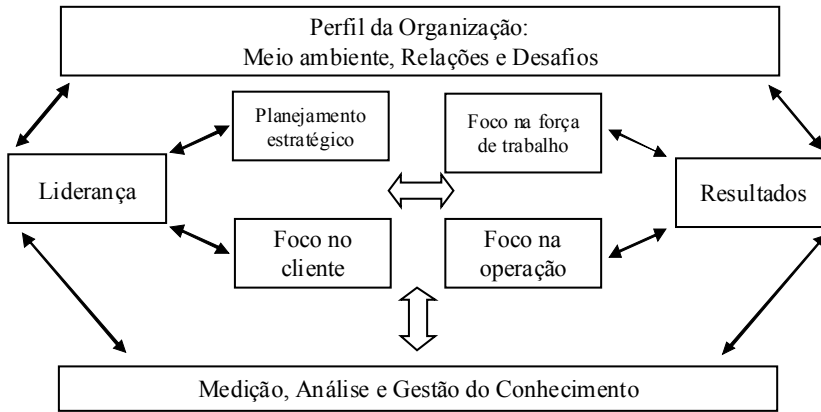 Perfil da Organização:
Meio ambiente, Relações e Desafios
Planejamento
estratégico
Foco na força
de trabalho
Liderança
Resultados
Foco no
cliente
Foco na
operação
Medição, Análise e Gestão do Conhecimento